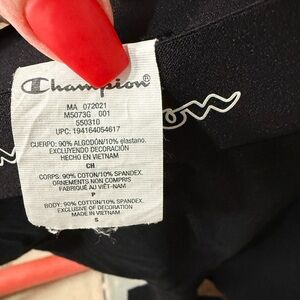 Champion®
MA 072021
M5073G 001
550310
UPC: 194164054617
CUERPO: 90% ALGODÓN/10% elastano.
EXCLUYENDO DECORACIÓN
HECHO EN VIETNAM
CH
CORPS: 90% COTON/10% SPANDEX.
ORNEMENTS NON COMPRIS
FABRIQUÉ AU VIÊT-NAM
P
BODY: 90% COTTON/10% SPANDEX.
EXCLUSIVE OF DECORATION
MADE IN VIETNAM
S
on